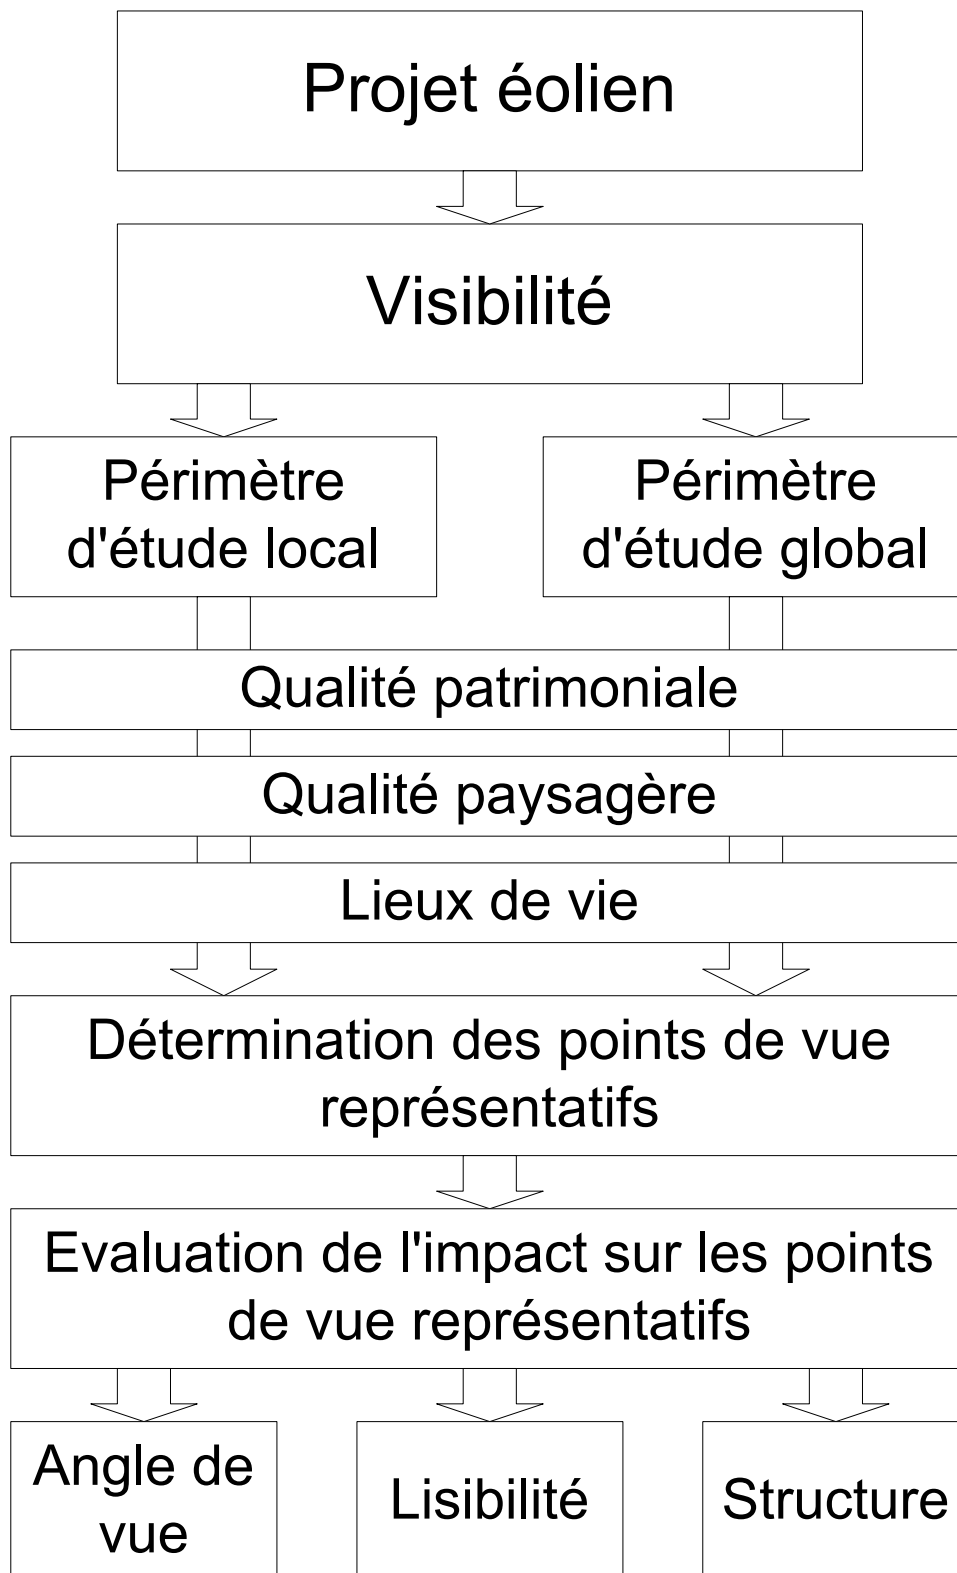 Projet éolien
Visibilité
Périmètre
d'étude local
Périmètre
d'étude global
Qualité patrimoniale
Qualité paysagère
Lieux de vie
Détermination des points de vue
représentatifs
Evaluation de l'impact sur les points
de vue représentatifs
Angle de
vue
Lisibilité
Structure